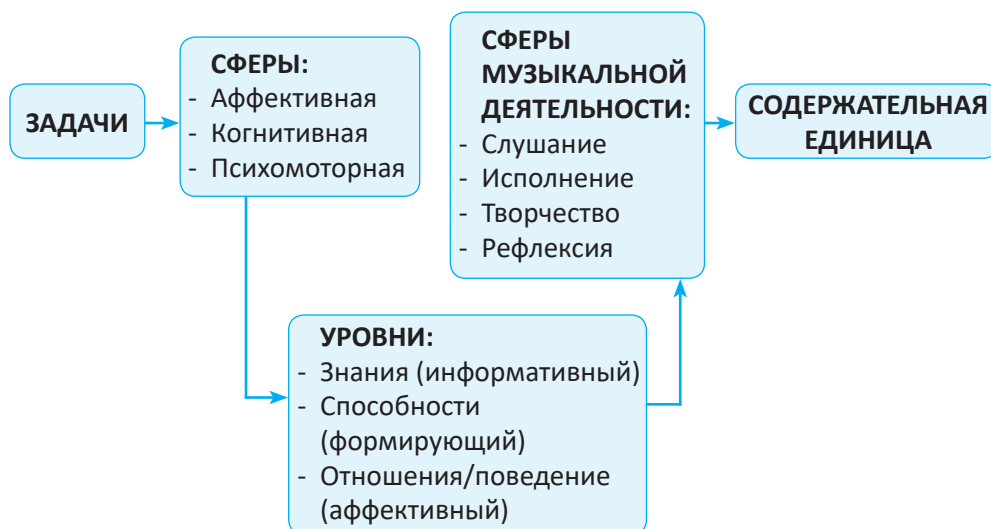 ЗАДАЧИ
СФЕРЫ:
- Аффективная
- Когнитивная
- Психомоторная
УРОВНИ:
- Знания (информативный)
- Способности
(формирующий)
- Отношения/поведение
(аффективный)
СФЕРЫ
МУЗЫКАЛЬНОЙ
ДЕЯТЕЛЬНОСТИ:
- Слушание
- Исполнение
- Творчество
- Рефлексия
СОДЕРЖАТЕЛЬНАЯ
ЕДИНИЦА